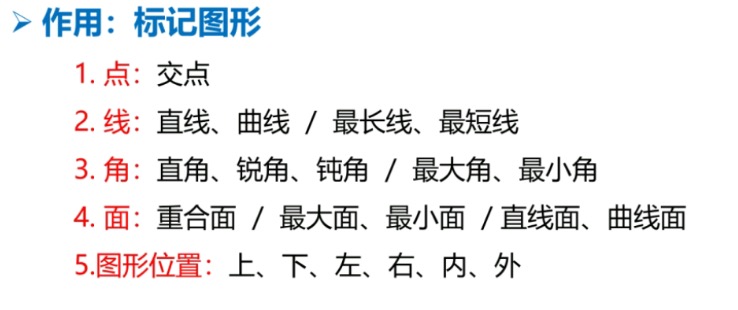 ➢ 作用：标记图形
1. 点：交点
2. 线：直线、曲线 / 最长线、最短线
3. 角：直角、锐角、钝角 / 最大角、最小角
4. 面：重合面 / 最大面、最小面 / 直线面、曲线面
5.图形位置：上、下、左、右、内、外